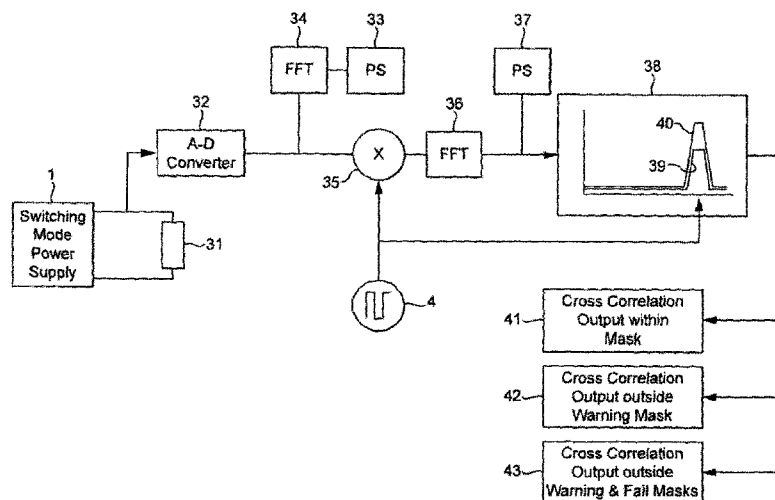 34
33
37
FFT
PS
PS
38
32
36
40
A-D
Converter
X
FFT
39
35
1
Switching
Mode
Power
Supply
31
4
41
Cross Correlation
Output within
Mask
42
Cross Correlation
Output outside
Warning Mask
43
Cross Correlation
Output outside
Warning & Fail Masks